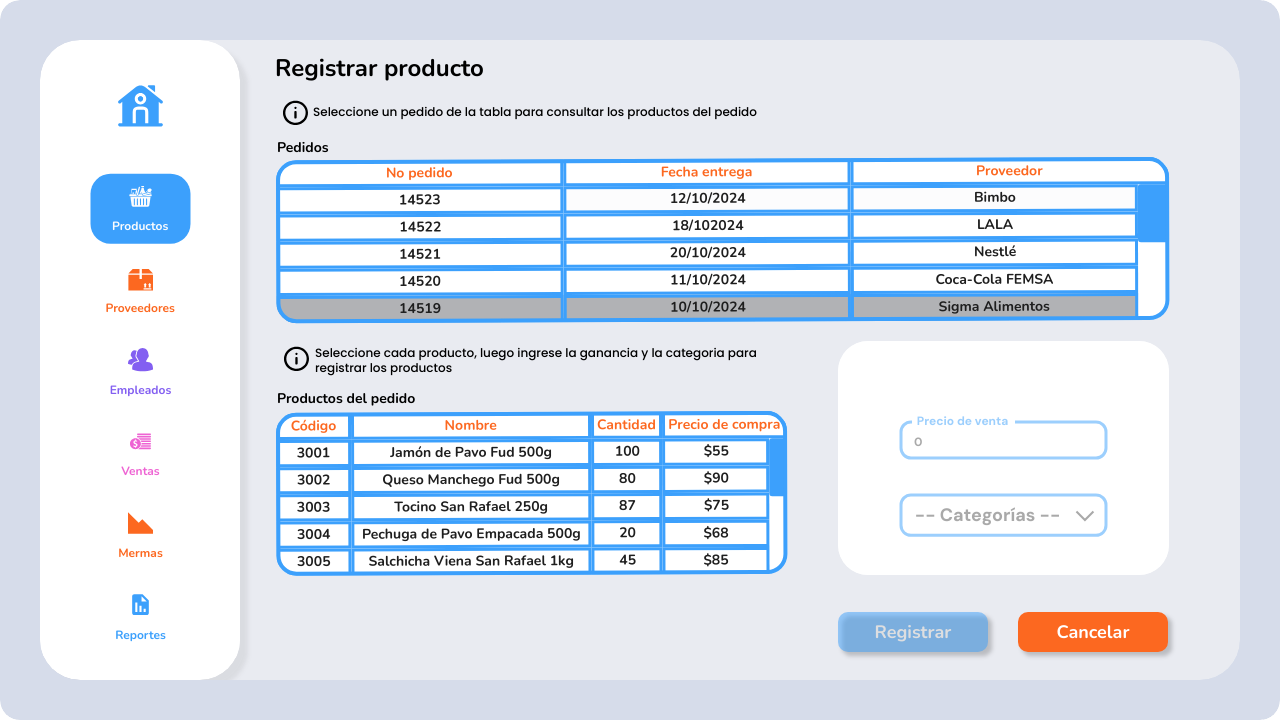 Registrar producto
Seleccione un pedido de la tabla para consultar los productos del pedido
Pedidos
No pedido Fecha entrega Proveedor
14523 12/10/2024 Bimbo
14522 18/102024 LALA
14521 20/10/2024 Nestlé
14520 11/10/2024 Coca-Cola FEMSA
14519 10/10/2024 Sigma Alimentos
Productos
Proveedores
Empleados
Ventas
Mermas
Reportes
Seleccione cada producto, luego ingrese la ganancia y la categoria para
registrar los productos
Productos del pedido
Código Nombre Cantidad Precio de compra
3001 Jamón de Pavo Fud 500g 100 $55
3002 Queso Manchego Fud 500g 80 $90
3003 Tocino San Rafael 250g 87 $75
3004 Pechuga de Pavo Empacada 500g 20 $68
3005 Salchicha Viena San Rafael 1kg 45 $85
Precio de venta
0
-- Categorías --
Registrar
Cancelar